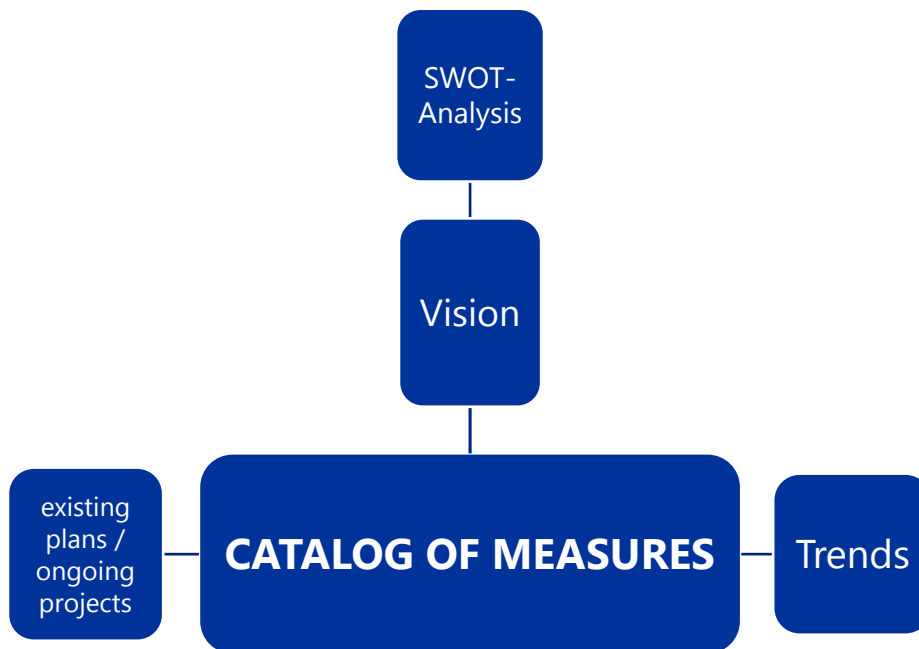 SWOT-
Analysis
Vision
existing
plans /
ongoing
projects
CATALOG OF MEASURES
Trends